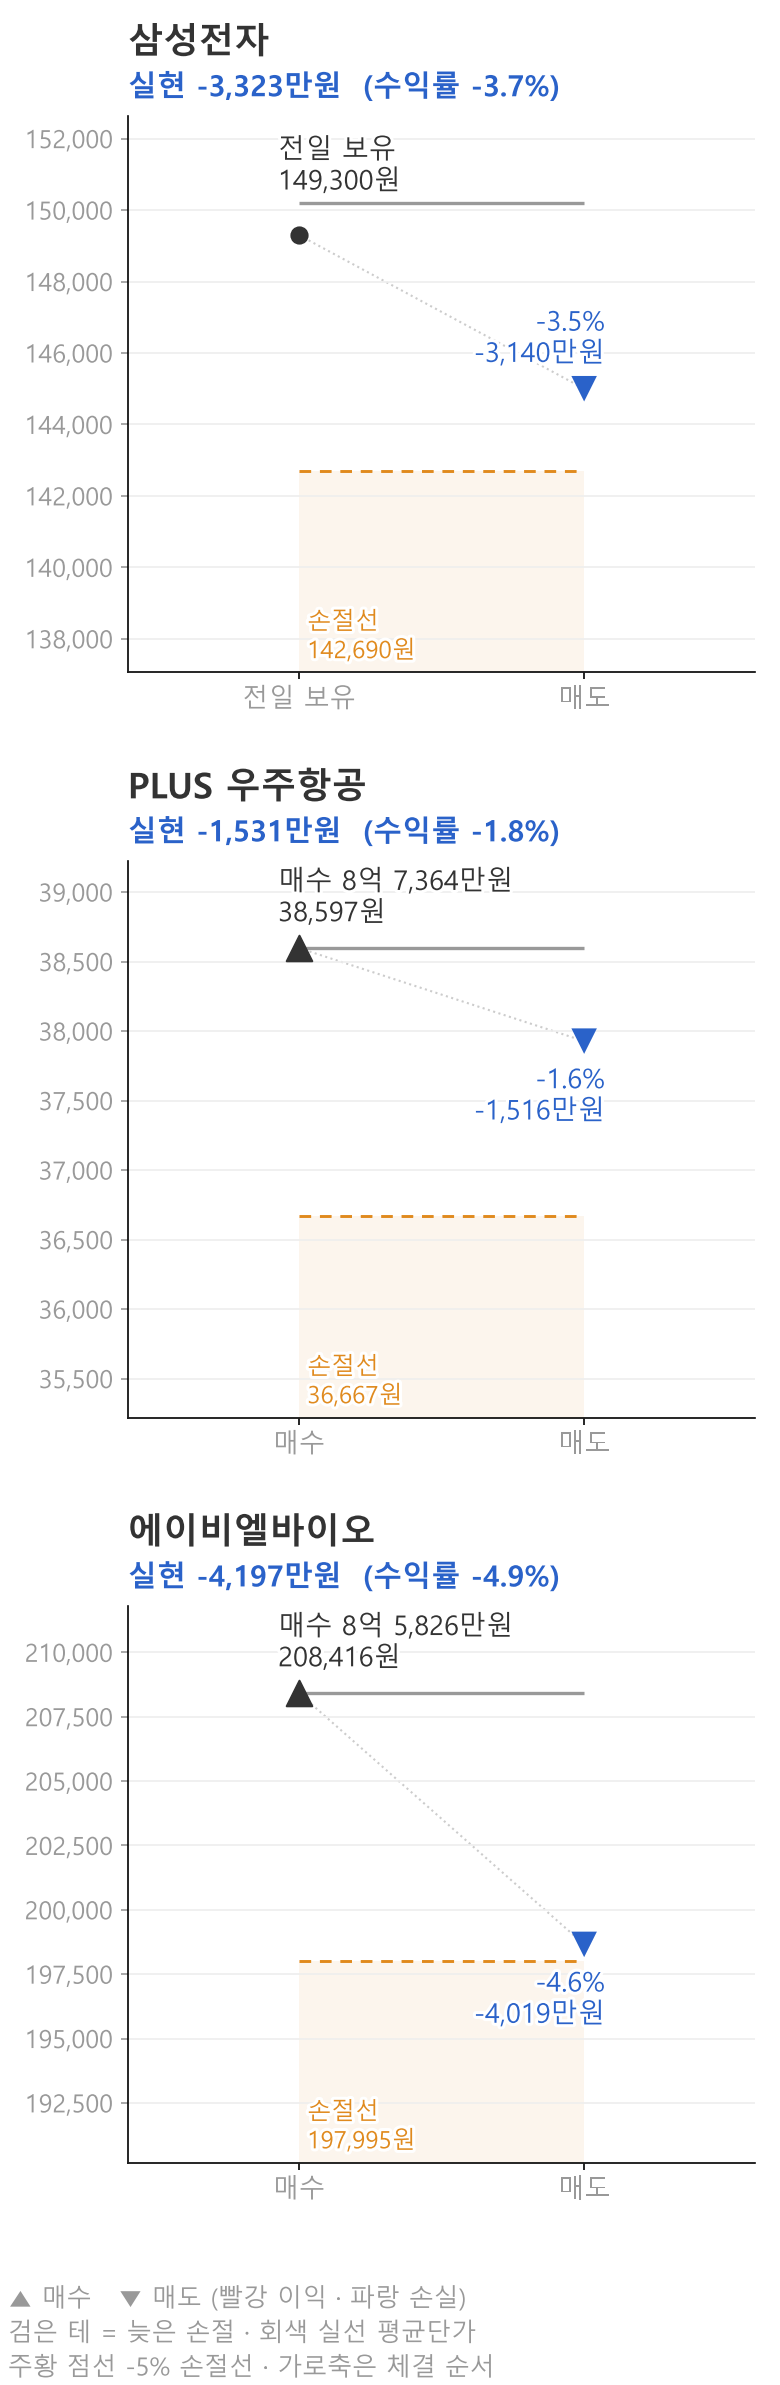 삼성전자
실현 -3,323만원 (수익률 -3.7%)
152,000
150,000
148,000
146,000
144,000
142,000
140,000
138,000
전일 보유
149,300원
-3.5%
-3,140만원
손절선
142,690원
전일 보유
매도
PLUS 우주항공
실현 -1,531만원 (수익률 -1.8%)
39,000
38,500
38,000
37,500
37,000
36,500
36,000
35,500
매수 8억 7,364만원
38,597원
-1.6%
-1,516만원
손절선
36,667원
매수
매도
에이비엘바이오
실현 -4,197만원 (수익률 -4.9%)
210,000
207,500
205,000
202,500
200,000
197,500
195,000
192,500
매수 8억 5,826만원
208,416원
-4.6%
-4,019만원
손절선
197,995원
매수
매도
▲ 매수 ▼ 매도 (빨강 이익 · 파랑 손실)
검은 테 = 늦은 손절 · 회색 실선 평균단가
주황 점선 -5% 손절선 · 가로축은 체결 순서